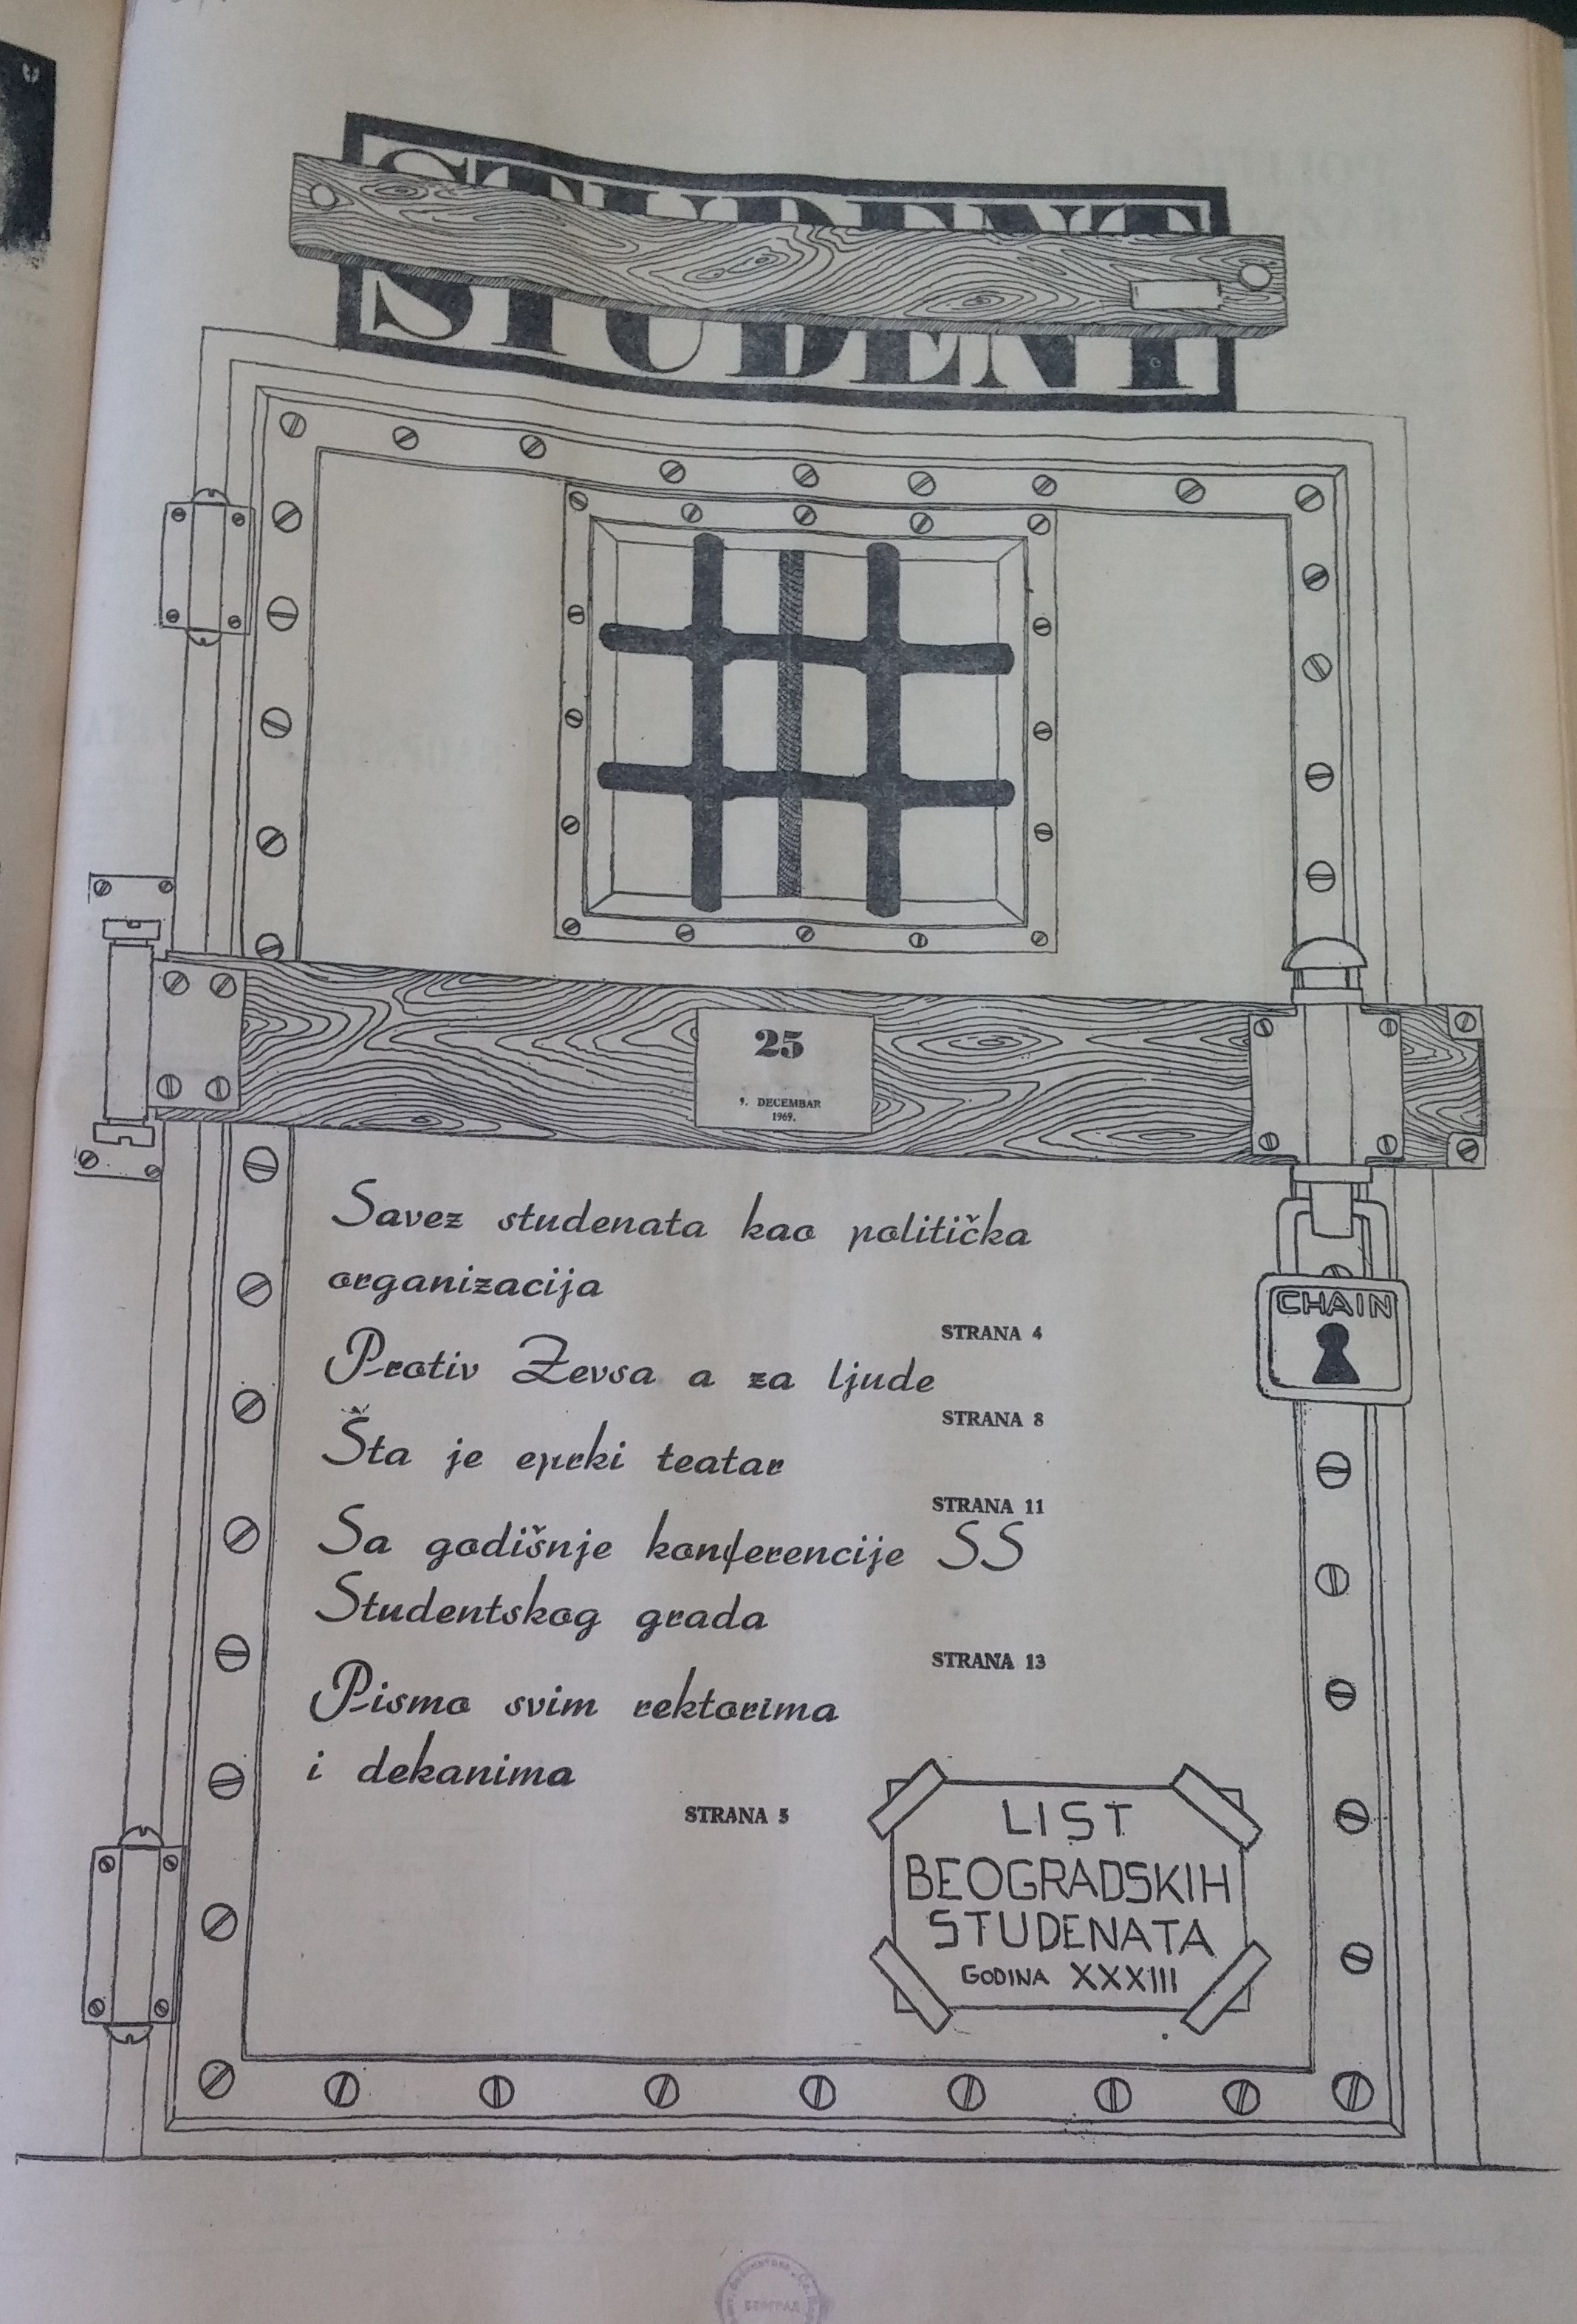 STUDENT
25
9. DECEMBAR
1969.
Savez studenata kao politička
organizacija
STRANA 4
Protiv Zevsa a za ljude
STRANA 8
Šta je epski teatar
STRANA 11
Sa godišnje konferencije SS
Studentskog grada
STRANA 13
Pismo svim rektorima
i dekanima
STRANA 5
CHAIN
LIST
BEOGRADSKIH
STUDENATA
GODINA XXXIII
БЕОГРАД